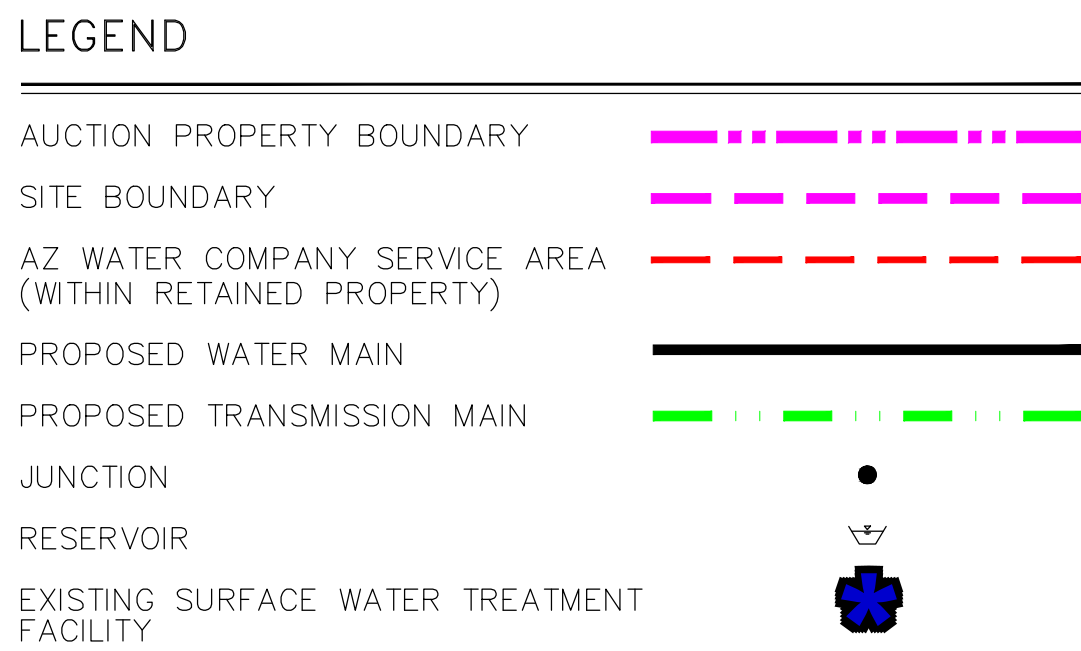 LEGEND
AUCTION PROPERTY BOUNDARY
SITE BOUNDARY
AZ WATER COMPANY SERVICE AREA
(WITHIN RETAINED PROPERTY)
PROPOSED WATER MAIN
PROPOSED TRANSMISSION MAIN
JUNCTION
RESERVOIR
EXISTING SURFACE WATER TREATMENT
FACILITY